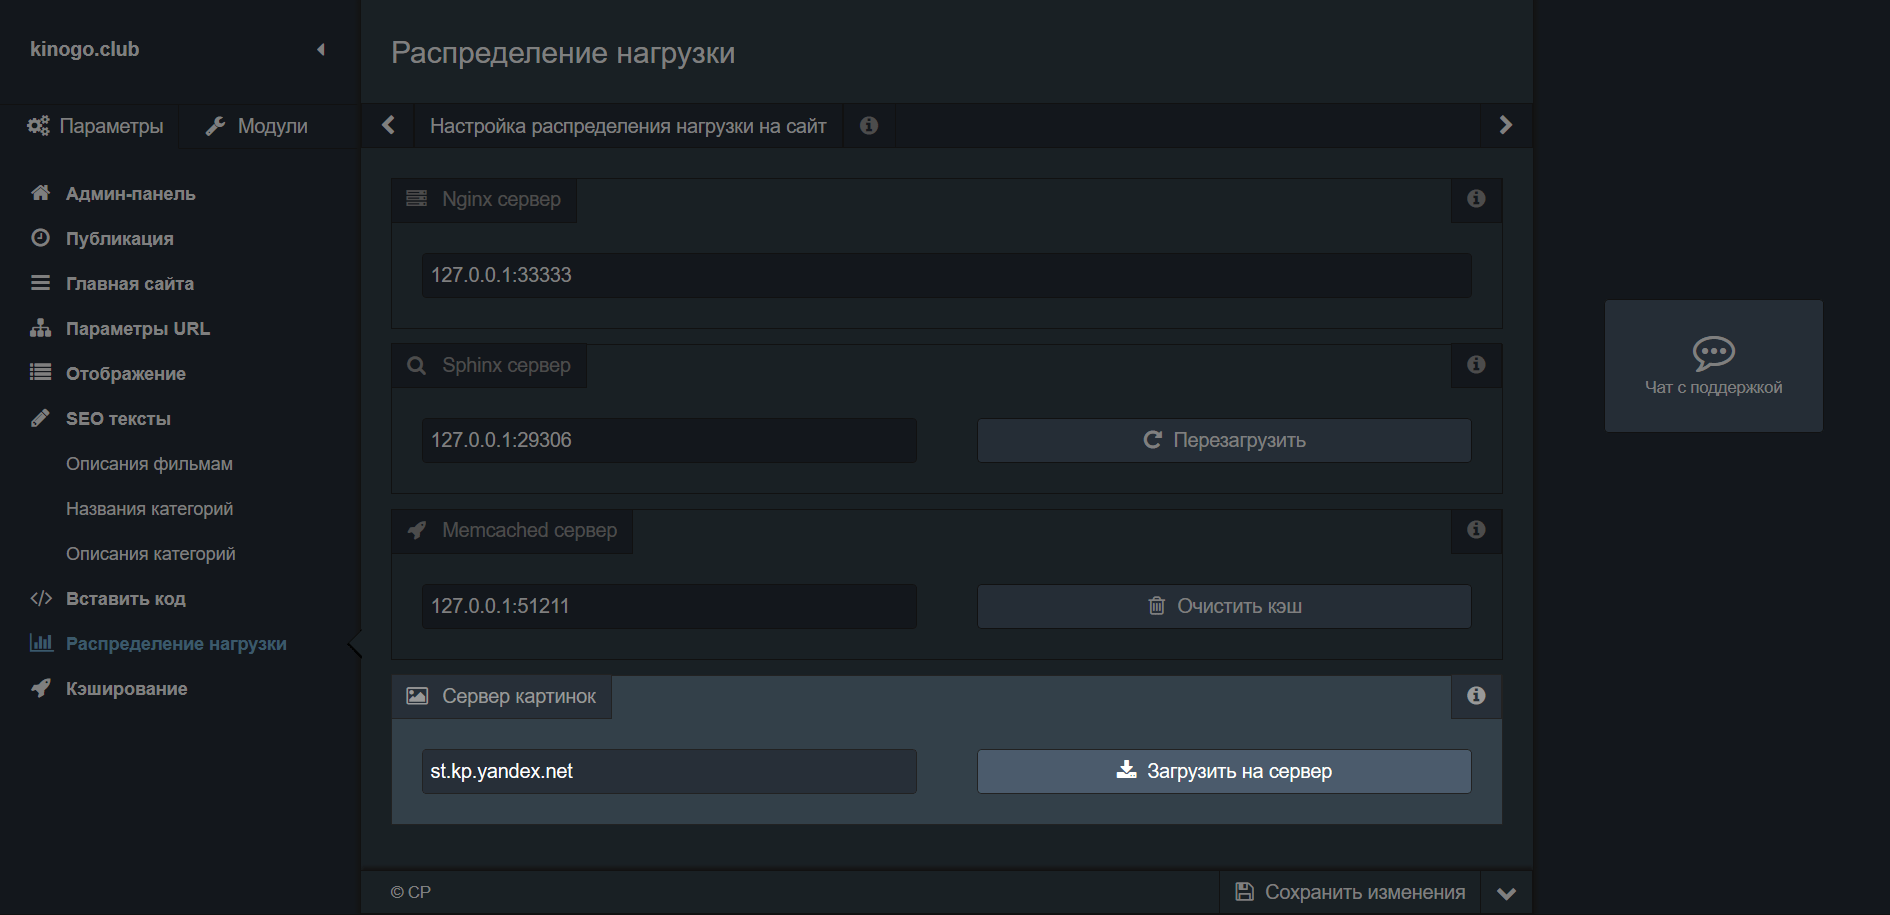 kinogo.club
Параметры
Модули
Админ-панель
Публикация
Главная сайта
Параметры URL
Отображение
SEO тексты
Описания фильмам
Названия категорий
Описания категорий
Вставить код
Распределение нагрузки
Кэширование
Распределение нагрузки
Настройка распределения нагрузки на сайт
Nginx сервер
127.0.0.1:33333
Sphinx сервер
127.0.0.1:29306
Перезагрузить
Memcached сервер
127.0.0.1:51211
Очистить кэш
Сервер картинок
st.kp.yandex.net
Загрузить на сервер
© CP
Сохранить изменения
Чат с поддержкой